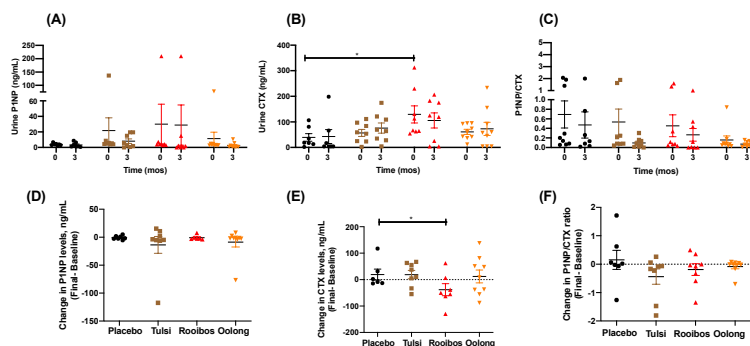 (A)
(B)
(C)
Urine P1NP
(ng/mL)
250
200
150
100
60
40
20
0
0 3 0 3 0 3 0 3
Time (mos)
Urine CTX
(ng/mL)
400
300
200
100
0
*
0 3 0 3 0 3 0 3
Time (mos)
P1NP/CTX
5
4
3
2
1.0
0.8
0.6
0.4
0.2
0.0
0 3 0 3 0 3 0 3
Time (mos)
(D)
(E)
(F)
Change in P1NP levels, ng/mL
(Final- Baseline)
50
0
-50
-100
-150
Placebo Tulsi Rooibos Oolong
Change in CTX levels, ng/mL
(Final- Baseline)
200
100
0
-100
-200
*
Placebo Tulsi Rooibos Oolong
Change in P1NP/CTX ratio
(Final- Baseline)
4
2
0
-2
Placebo Tulsi Rooibos Oolong